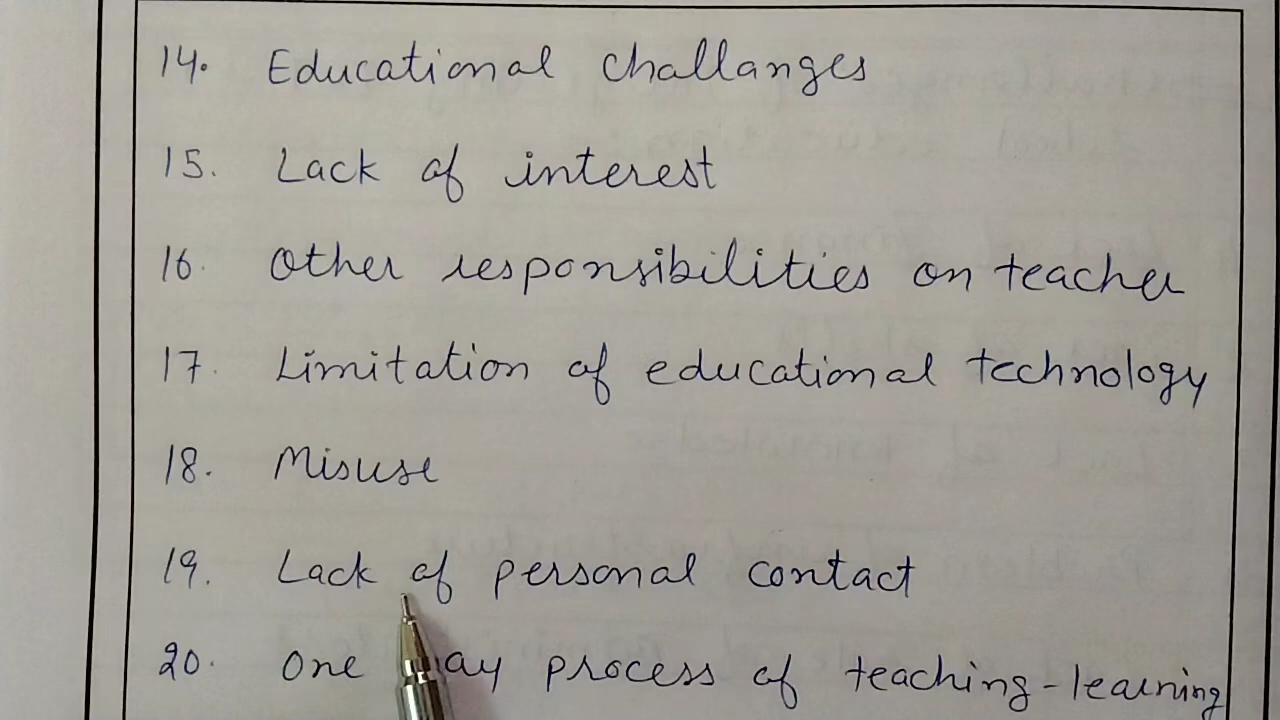 14. Educational challanges
15. Lack of interest
16. Other responsibilities on teacher
17. Limitation of educational technology
18. Misuse
19. Lack of personal contact
20. One way process of teaching-learning